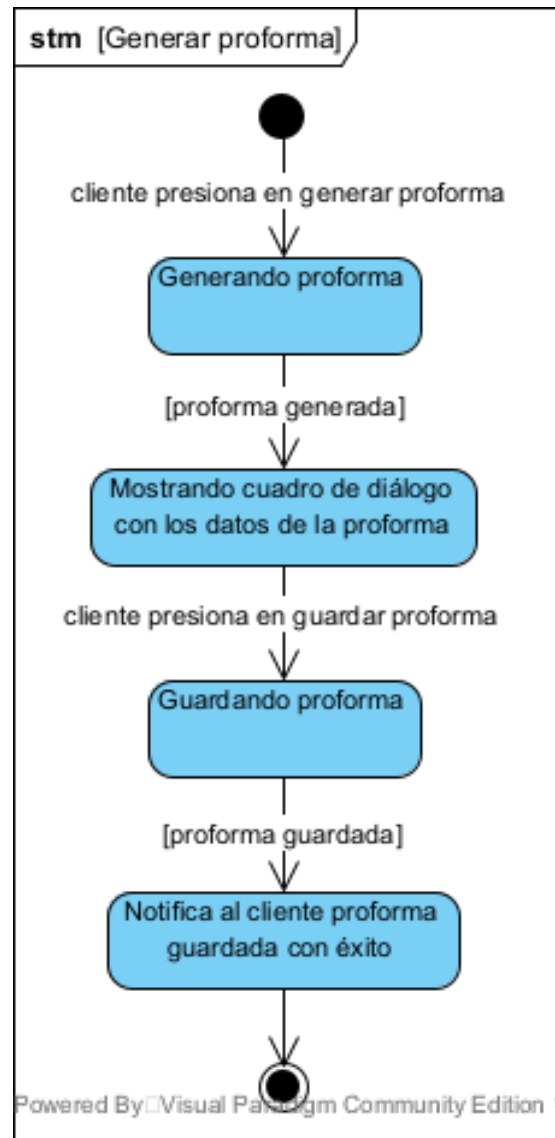 stm [Generar proforma]
cliente presiona en generar proforma
Generando proforma
[proforma generada]
Mostrando cuadro de diálogo
con los datos de la proforma
cliente presiona en guardar proforma
Guardando proforma
[proforma guardada]
Notifica al cliente proforma
guardada con éxito
Powered By Visual Paradigm Community Edition